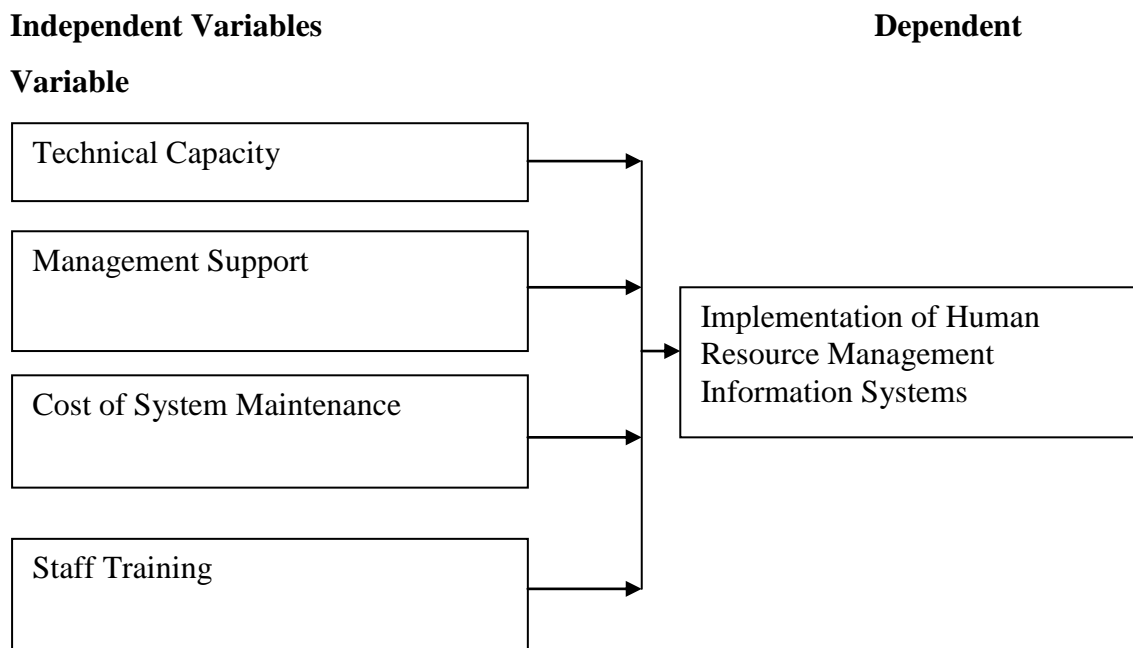 Independent Variables Dependent
Variable
Technical Capacity
Management Support
Implementation of Human
Resource Management
Information Systems
Cost of System Maintenance
Staff Training